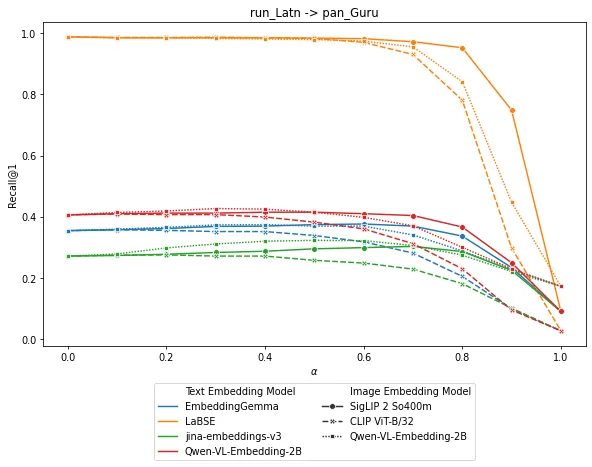 run_Latn -> pan_Guru
Recall@1
1.0
0.8
0.6
0.4
0.2
0.0
0.0 0.2 0.4 0.6 0.8 1.0
α
Text Embedding Model
EmbeddingGemma
LaBSE
jina-embeddings-v3
Qwen-VL-Embedding-2B
Image Embedding Model
SigLIP 2 So400m
CLIP ViT-B/32
Qwen-VL-Embedding-2B